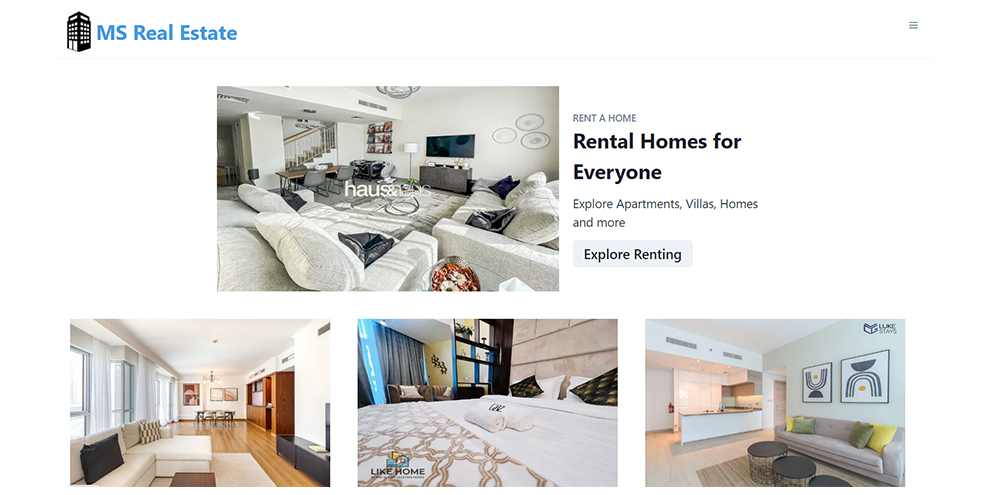 MS Real Estate
haus&haus
RENT A HOME
Rental Homes for
Everyone
Explore Apartments, Villas, Homes
and more
Explore Renting
LUKE
STAYS
LIKE HOME